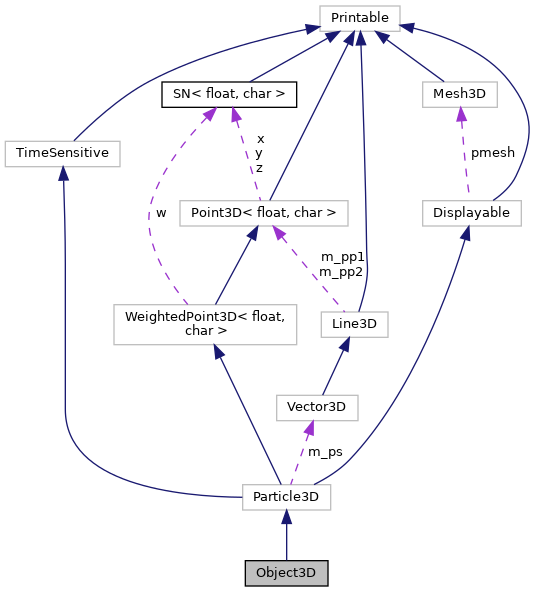 Printable
SN< float, char >
Mesh3D
x
y
z
TimeSensitive
pmesh
w
Point3D< float, char >
Displayable
m_pp1
m_pp2
WeightedPoint3D< float,
char >
Line3D
Vector3D
m_ps
Particle3D
Object3D